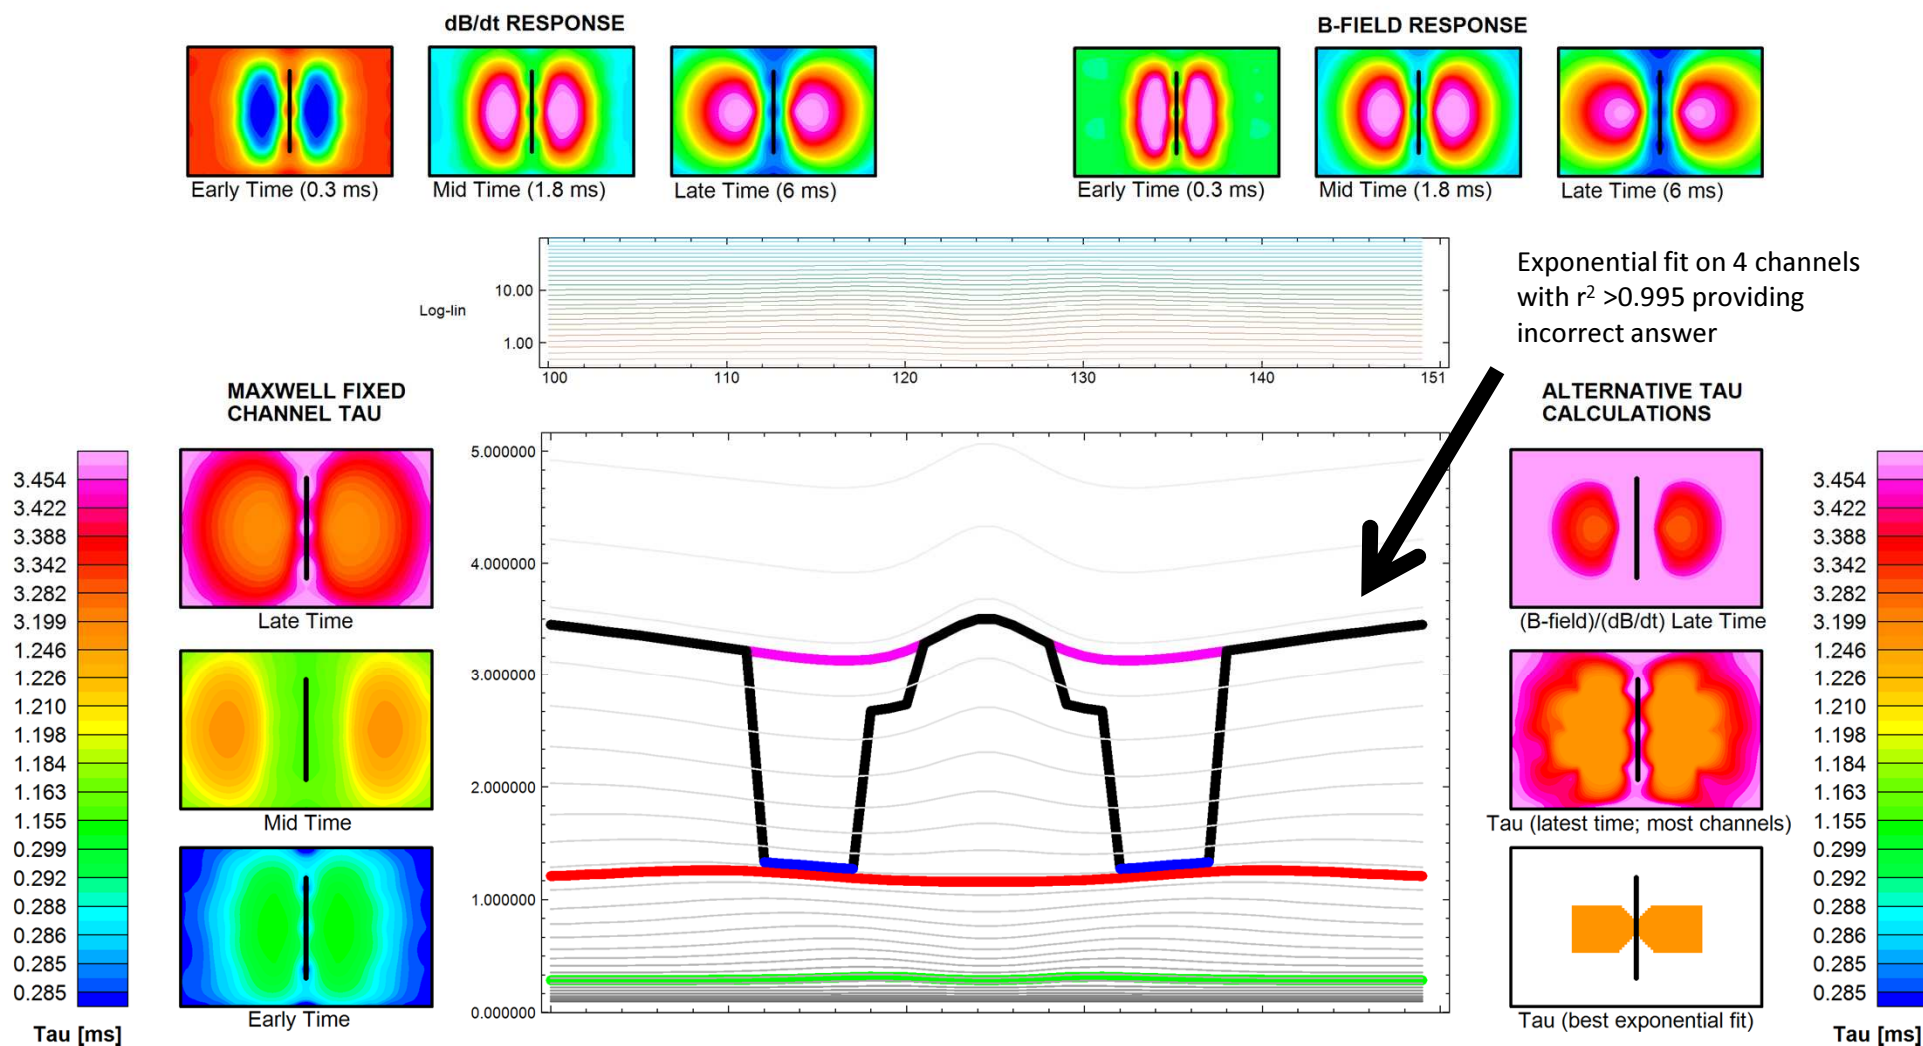 dB/dt RESPONSE
B-FIELD RESPONSE
Early Time (0.3 ms)
Mid Time (1.8 ms)
Late Time (6 ms)
Early Time (0.3 ms)
Mid Time (1.8 ms)
Late Time (6 ms)
Log-lin
10.00
1.00
100
110
120
130
140
151
Exponential fit on 4 channels
with r² >0.995 providing
incorrect answer
MAXWELL FIXED
CHANNEL TAU
Late Time
Mid Time
Early Time
3.454
3.422
3.388
3.342
3.282
3.199
1.246
1.226
1.210
1.198
1.184
1.163
1.155
0.299
0.292
0.288
0.286
0.285
0.285
Tau [ms]
5.000000
4.000000
3.000000
2.000000
1.000000
0.000000
ALTERNATIVE TAU
CALCULATIONS
(B-field)/(dB/dt) Late Time
Tau (latest time; most channels)
Tau (best exponential fit)
3.454
3.422
3.388
3.342
3.282
3.199
1.246
1.226
1.210
1.198
1.184
1.163
1.155
0.299
0.292
0.288
0.286
0.285
0.285
Tau [ms]